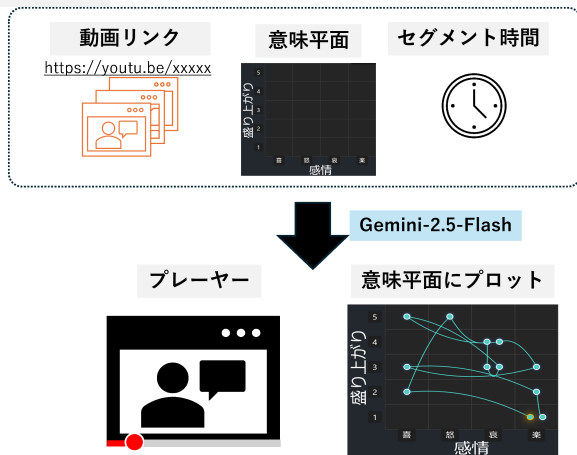 動画リンク
意味平面
セグメント時間
https://youtu.be/xxxxx
盛り上がり
5
4
3
2
1
喜 怒 哀 楽
感情
Gemini-2.5-Flash
プレーヤー
意味平面にプロット
盛り上がり
5
4
3
2
1
喜 怒 哀 楽
感情